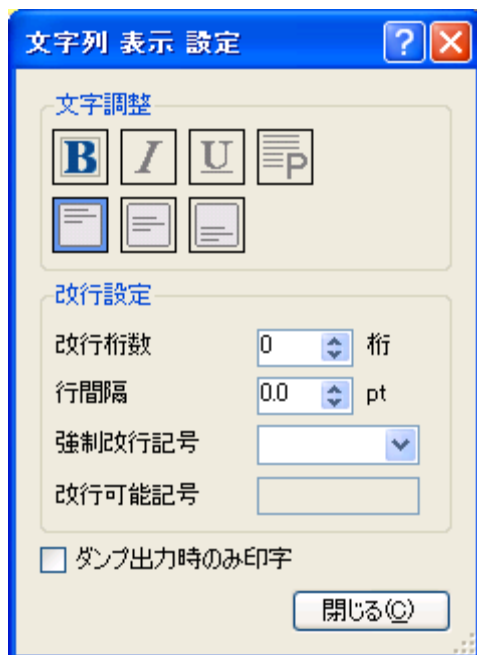 文字列 表示 設定
?
文字調整
B I U P
改行設定
改行桁数 0 桁
行間隔 0.0 pt
強制改行記号
改行可能記号
ダンプ出力時のみ印字
閉じる(C)